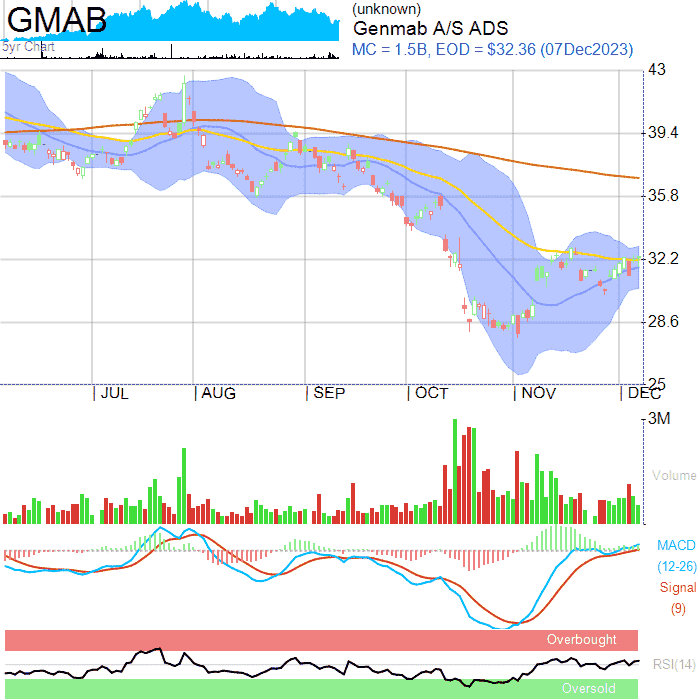 GMAB
5yr Chart
(unknown)
Genmab A/S ADS
MC = 1.5B, EOD = $32.36 (07Dec2023)
43
39.4
35.8
32.2
28.6
25
JUL
AUG
SEP
OCT
NOV
DEC
3M
Volume
MACD
(12-26)
Signal
(9)
Overbought
RSI(14)
Oversold